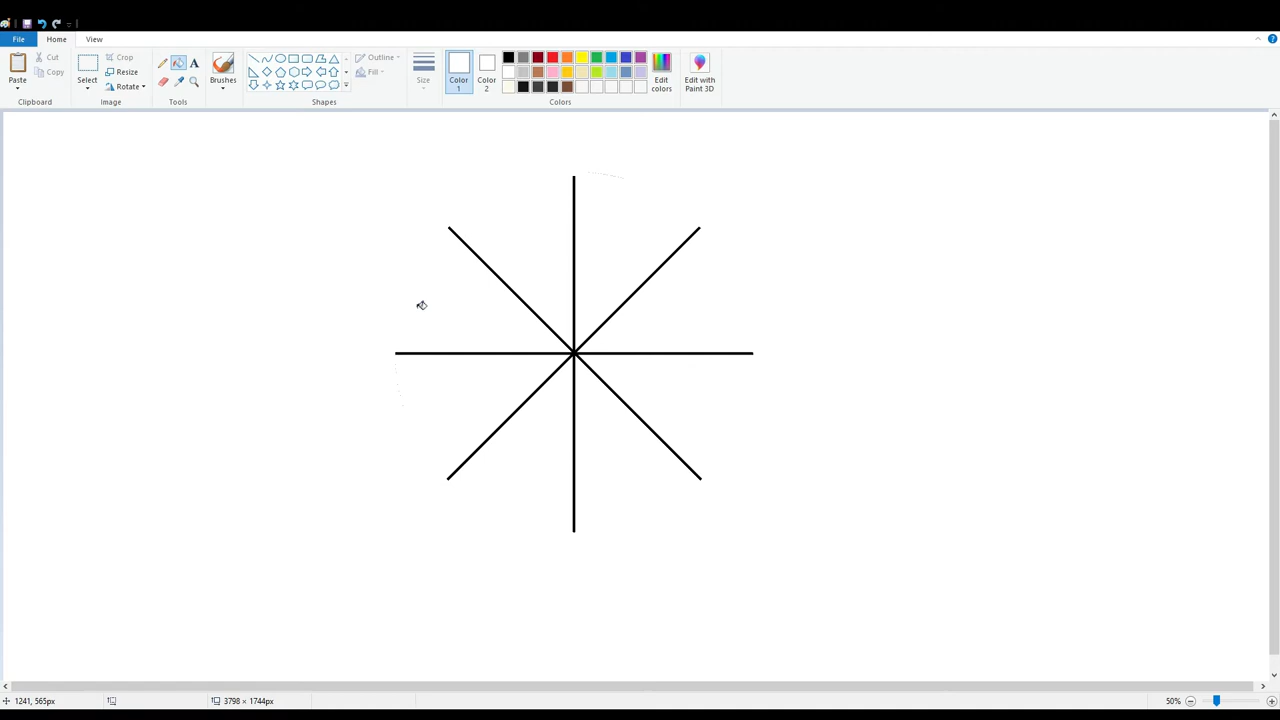 File Home View
Cut
Copy
Paste
Clipboard
Select
Crop
Resize
Rotate
Image
A
Tools
Brushes
Outline
Fill
Shapes
Size
Color 1
Color 2
Edit colors
Colors
Edit with Paint 3D
1241, 565px
3798 × 1744px
50%